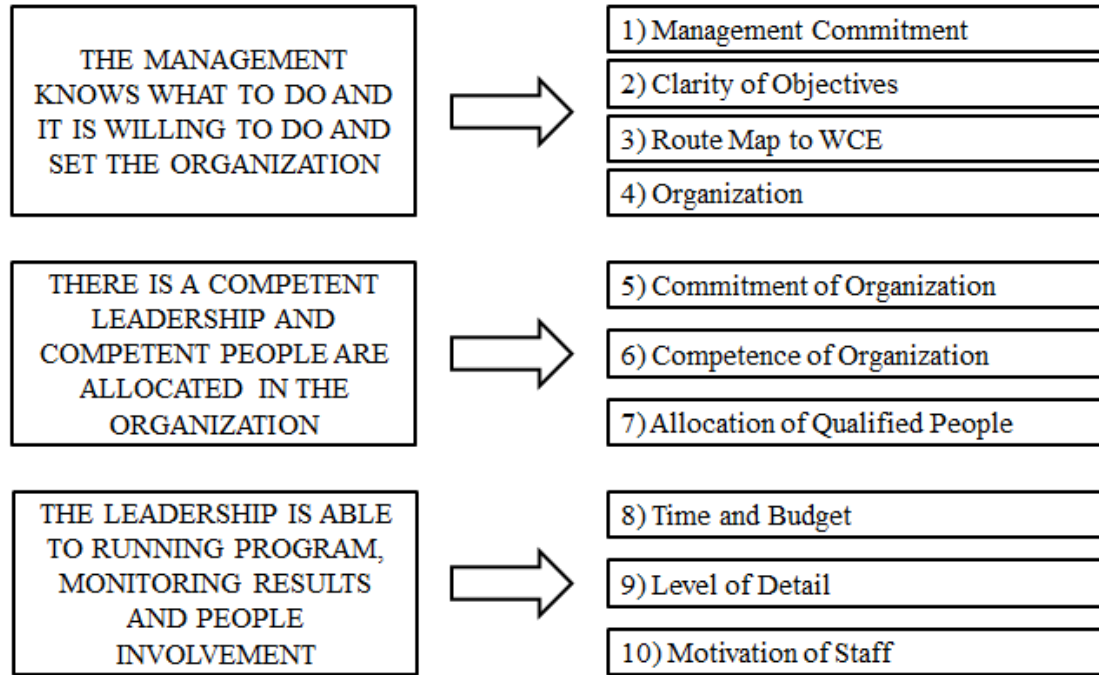 THE MANAGEMENT
KNOWS WHAT TO DO AND
IT IS WILLING TO DO AND
SET THE ORGANIZATION
1) Management Commitment
2) Clarity of Objectives
3) Route Map to WCE
4) Organization
THERE IS A COMPETENT
LEADERSHIP AND
COMPETENT PEOPLE ARE
ALLOCATED IN THE
ORGANIZATION
5) Commitment of Organization
6) Competence of Organization
7) Allocation of Qualified People
THE LEADERSHIP IS ABLE
TO RUNNING PROGRAM,
MONITORING RESULTS
AND PEOPLE
INVOLVEMENT
8) Time and Budget
9) Level of Detail
10) Motivation of Staff